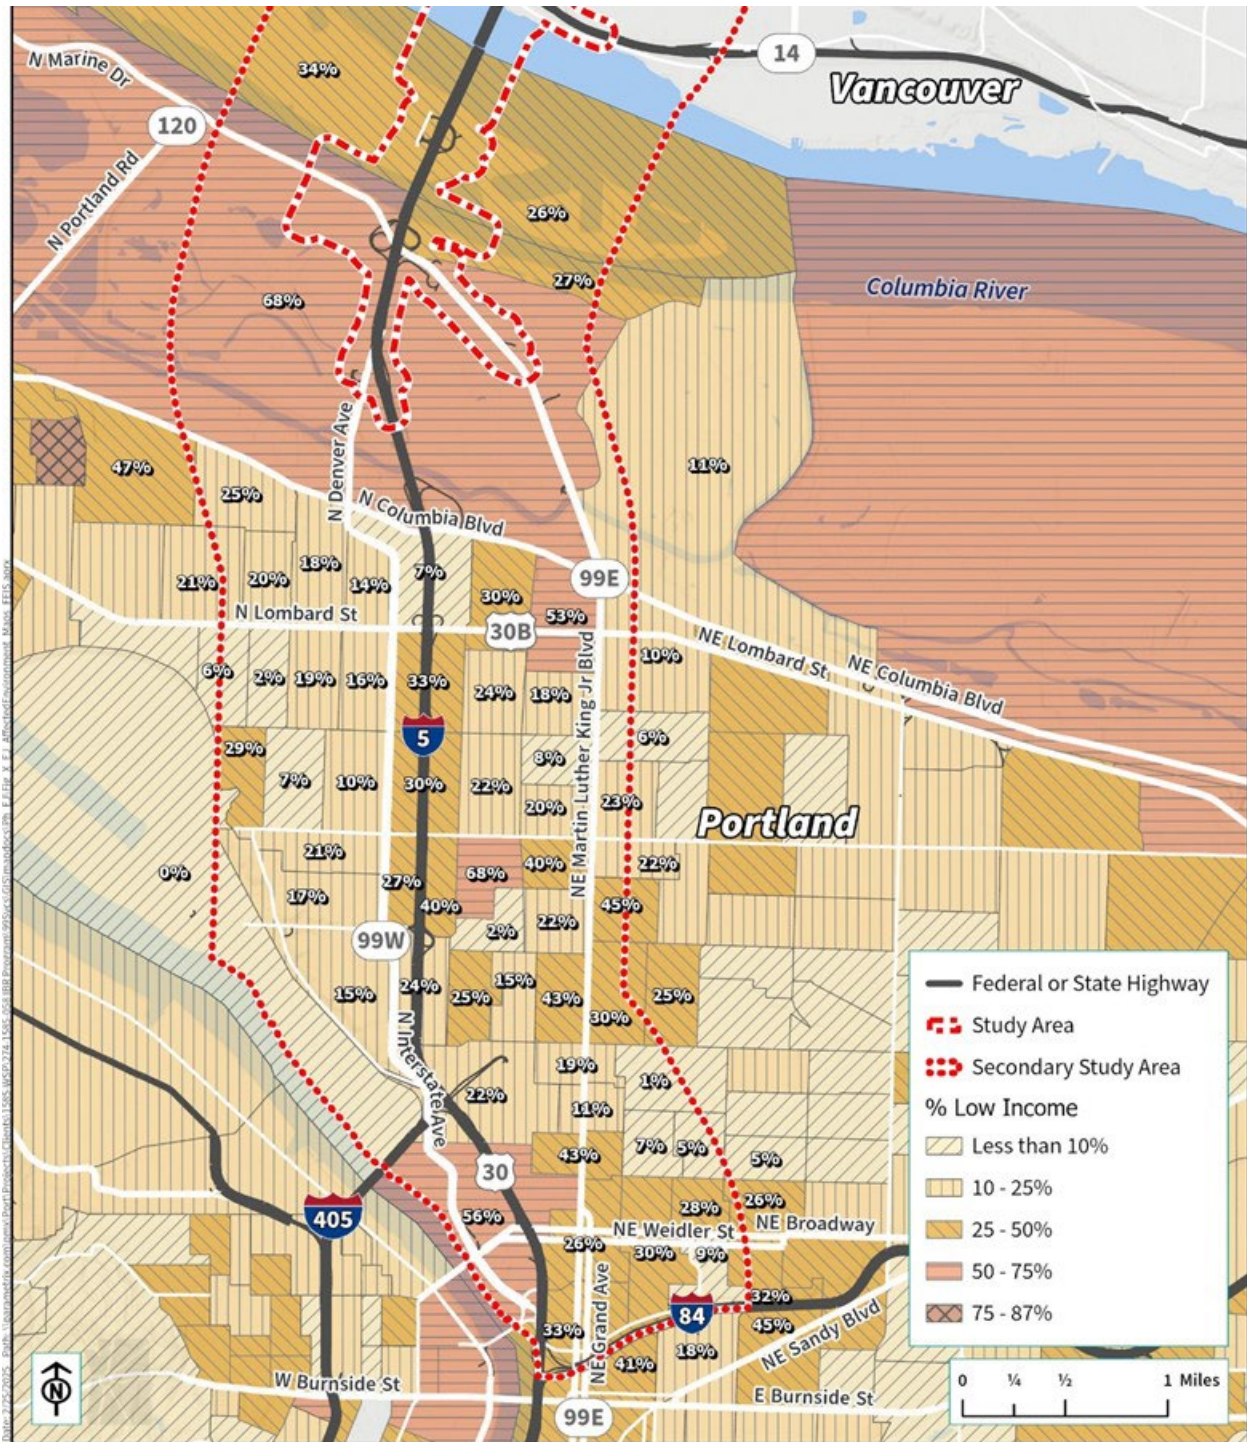 N Marine Dr
34%
14
Vancouver
120
N Portland Rd
26%
27%
Columbia River
68%
N Denver Ave
11%
47%
25%
N Columbia Blvd
18%
7%
21%
20%
14%
99E
30%
53%
N Lombard St
30B
NE Lombard St
NE Columbia Blvd
10%
6%
2%
19%
16%
33%
24%
18%
NE Martin Luther King Jr Blvd
5
29%
6%
8%
7%
10%
30%
22%
20%
23%
Portland
21%
40%
22%
0%
68%
27%
17%
40%
45%
22%
2%
99W
15%
24%
25%
15%
43%
25%
30%
N Interstate Ave
19%
1%
22%
11%
7%
5%
43%
5%
30
28%
26%
56%
405
NE Weidler St
NE Broadway
26%
30%
9%
NE Grand Ave
32%
84
33%
45%
18%
NE Sandy Blvd
41%
W Burnside St
E Burnside St
99E
N
Federal or State Highway
Study Area
Secondary Study Area
% Low Income
Less than 10%
10 - 25%
25 - 50%
50 - 75%
75 - 87%
0 ¼ ½ 1 Miles
Date: 2/25/2025